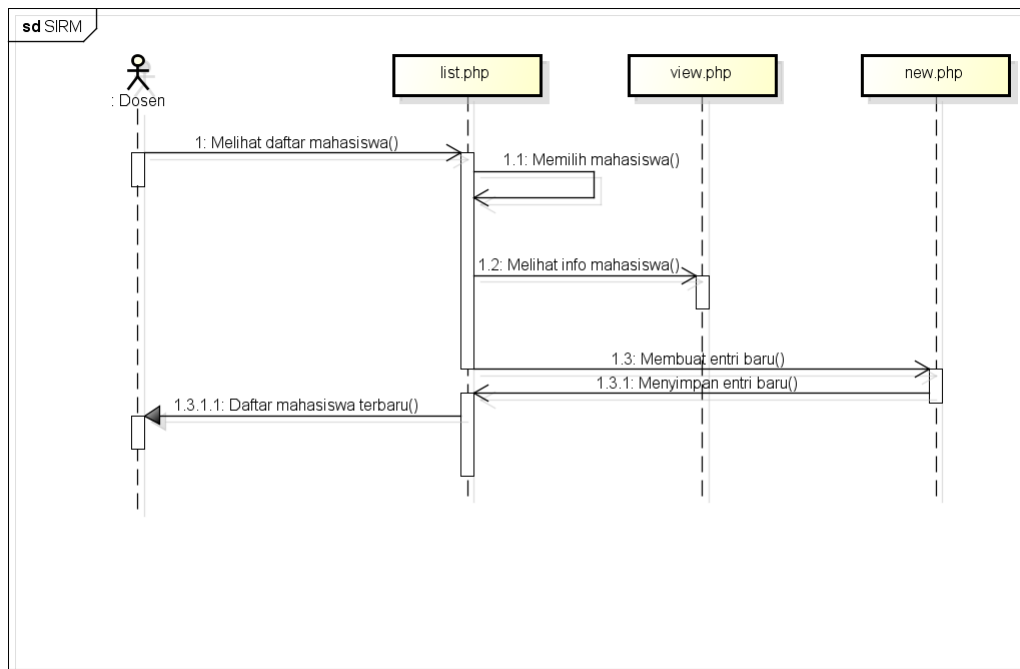 sd SIRM
: Dosen
list.php
view.php
new.php
1: Melihat daftar mahasiswa()
1.1: Memilih mahasiswa()
1.2: Melihat info mahasiswa()
1.3: Membuat entri baru()
1.3.1: Menyimpan entri baru()
1.3.1.1: Daftar mahasiswa terbaru()